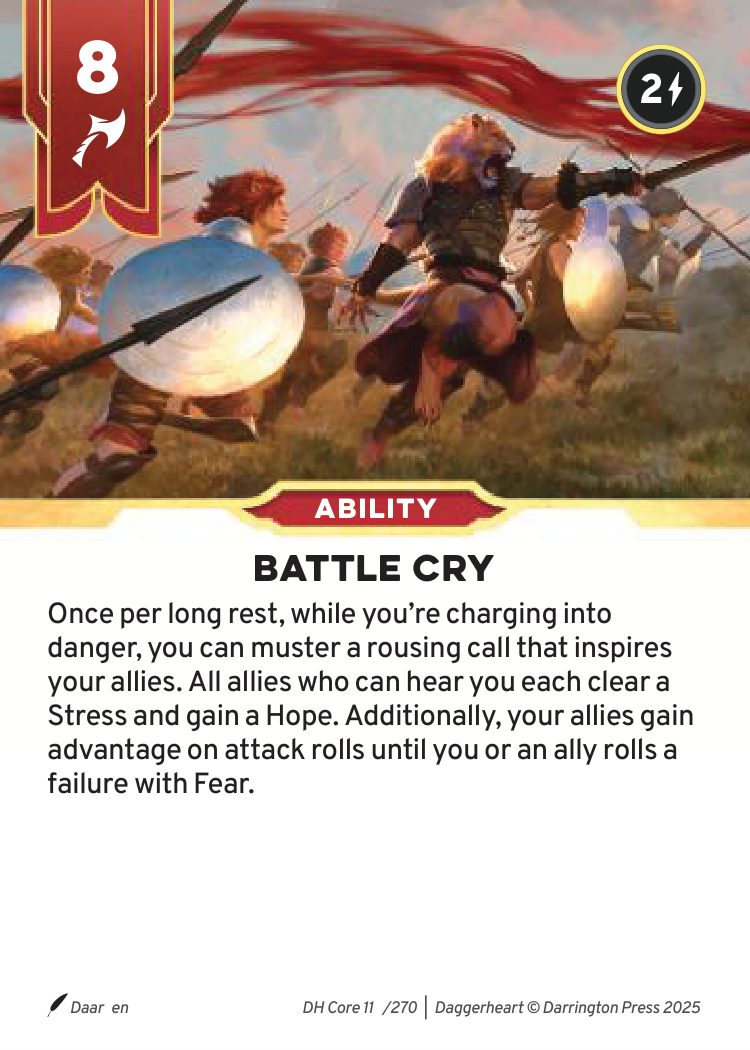 8
2
ABILITY
BATTLE CRY
Once per long rest, while you’re charging into
danger, you can muster a rousing call that inspires
your allies. All allies who can hear you each clear a
Stress and gain a Hope. Additionally, your allies gain
advantage on attack rolls until you or an ally rolls a
failure with Fear.
Daar en
DH Core 11 /270 | Daggerheart © Darrington Press 2025